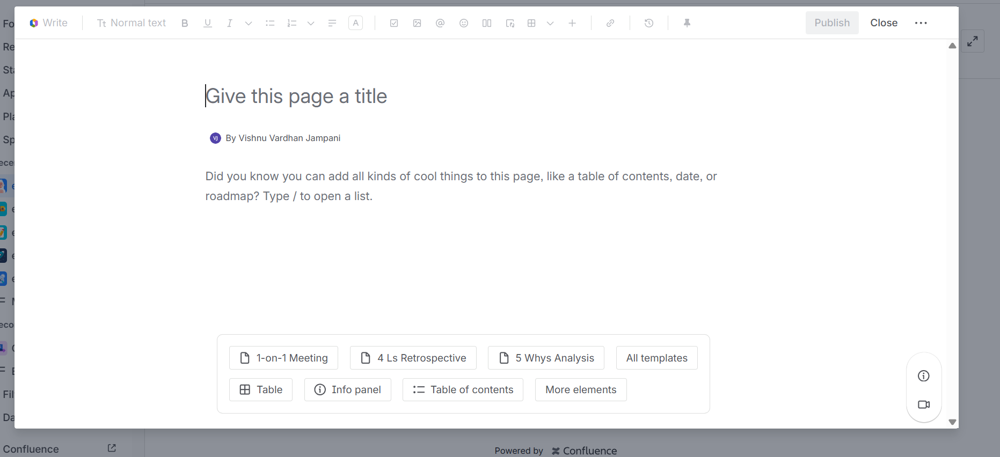 Write
Tt Normal text
B U I
A
Publish
Close
Fo
Re
Sta
Ap
Pla
Sp
ecen
Give this page a title
VJ By Vishnu Vardhan Jampani
Did you know you can add all kinds of cool things to this page, like a table of contents, date, or
roadmap? Type / to open a list.
eco
1-on-1 Meeting
4 Ls Retrospective
5 Whys Analysis
All templates
Table
Info panel
Table of contents
More elements
Fil
Da
Confluence
Powered by Confluence